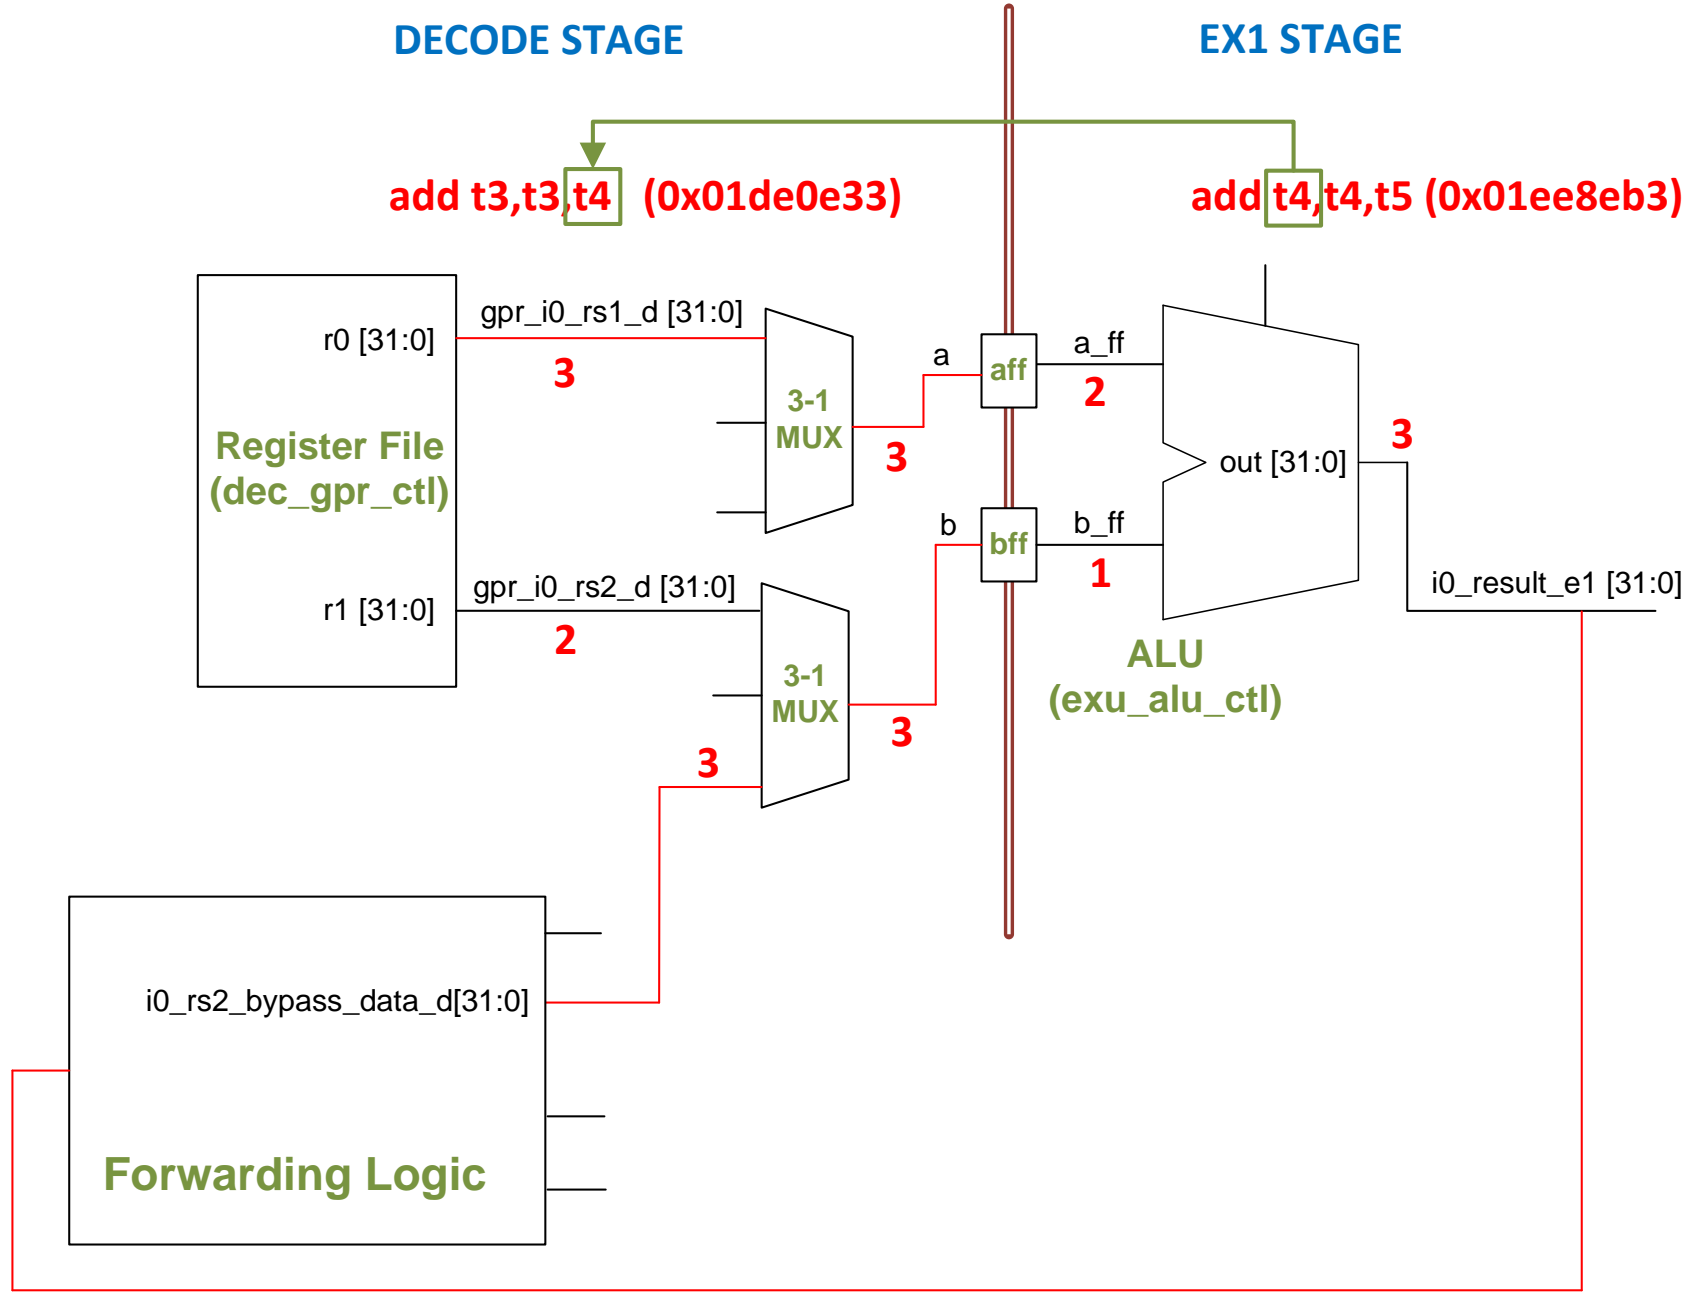 DECODE STAGE
EX1 STAGE
add t3,t3,t4 (0x01de0e33)
add t4,t4,t5 (0x01ee8eb3)
gpr_i0_rs1_d [31:0]
r0 [31:0]
3
a
aff
a_ff
2
3-1
MUX
3
3
Register File
(dec_gpr_ctl)
out [31:0]
b
bff
b_ff
1
gpr_i0_rs2_d [31:0]
r1 [31:0]
2
i0_result_e1 [31:0]
3-1
MUX
3
3
ALU
(exu_alu_ctl)
i0_rs2_bypass_data_d[31:0]
Forwarding Logic